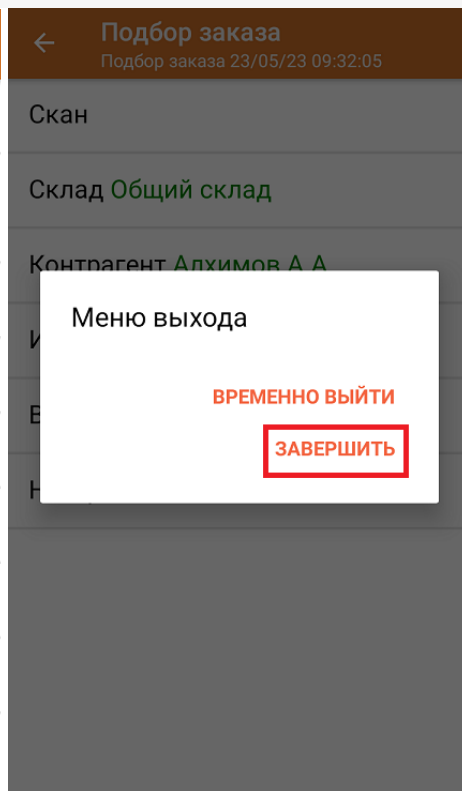 Подбор заказа
Подбор заказа 23/05/23 09:32:05
Скан
Склад Общий склад
Контрагент Алхимов А А
Меню выхода
ВРЕМЕННО ВЫЙТИ
ЗАВЕРШИТЬ